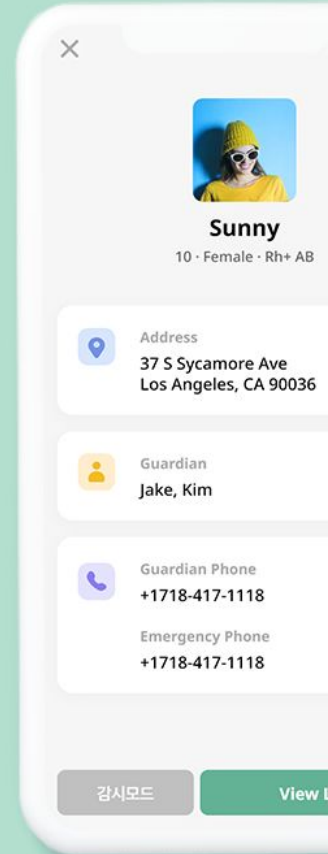 Sunny
10 · Female · Rh+ AB
Address
37 S Sycamore Ave
Los Angeles, CA 90036
Guardian
Jake, Kim
Guardian Phone
+1718-417-1118
Emergency Phone
+1718-417-1118
감시모드
View